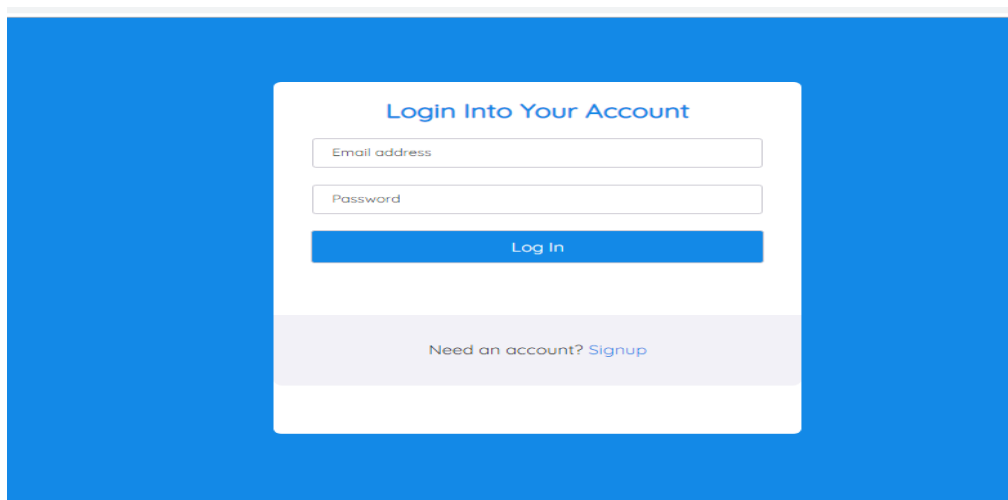 Login Into Your Account
Email address
Password
Log In
Need an account? Signup